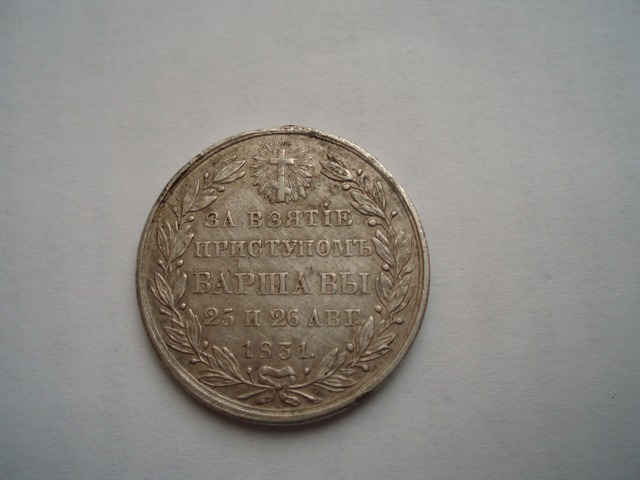 ЗА ВЗЯТІЕ
ПРИСТУПОМЪ
ВАРШАВЫ
25 И 26 АВГ.
1831.